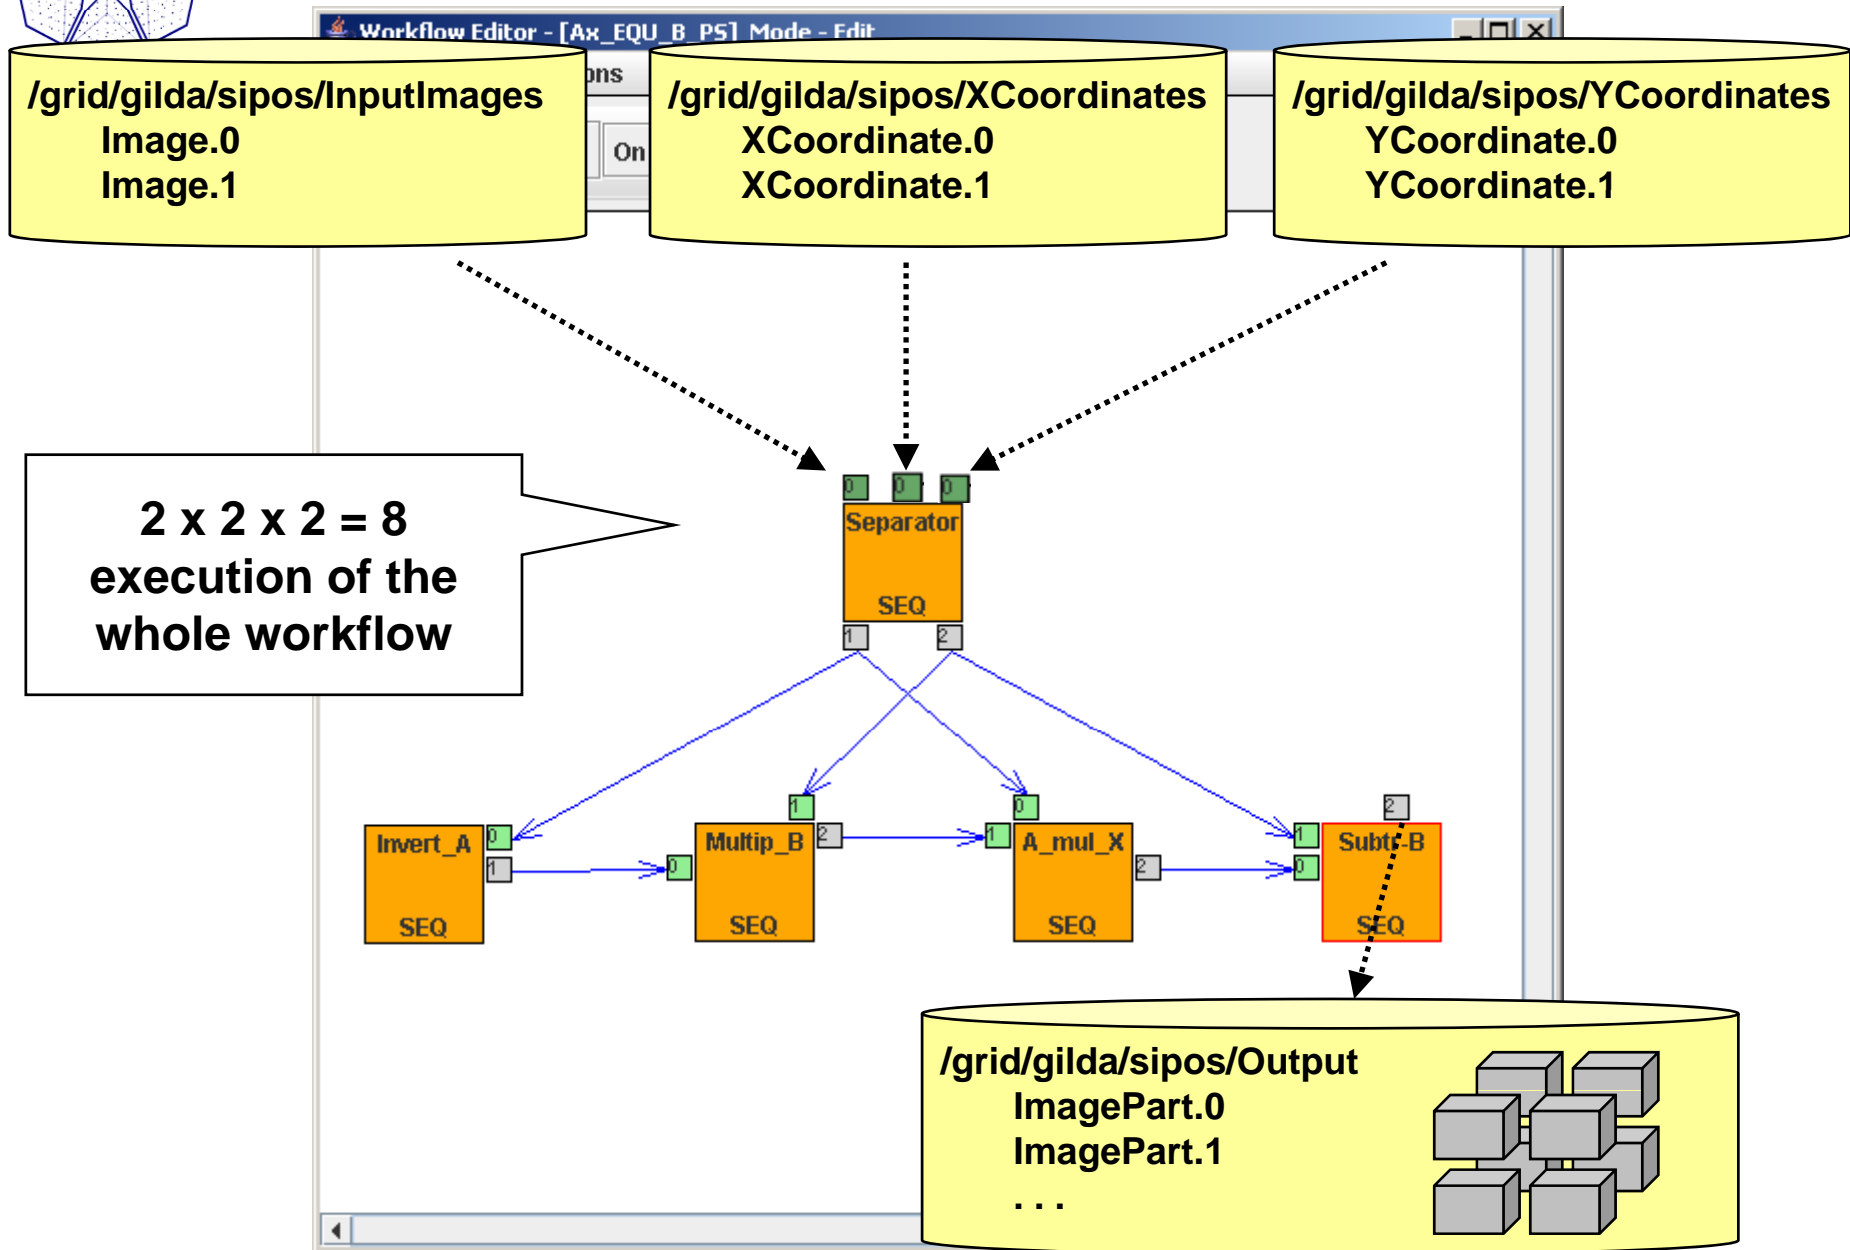 Workflow Editor - [Ax_EQU_B_PS] Mode - Edit
/grid/gilda/sipos/InputImages
Image.0
Image.1
/grid/gilda/sipos/XCoordinates
XCoordinate.0
XCoordinate.1
/grid/gilda/sipos/YCoordinates
YCoordinate.0
YCoordinate.1
On
2 x 2 x 2 = 8
execution of the
whole workflow
0 0 0
Separator
SEQ
1 2
Invert_A
SEQ
0
1
1
Multip_B
SEQ
0
2
0
A_mul_X
SEQ
1
2
2
Subtr-B
SEQ
1
0
/grid/gilda/sipos/Output
ImagePart.0
ImagePart.1
. . .